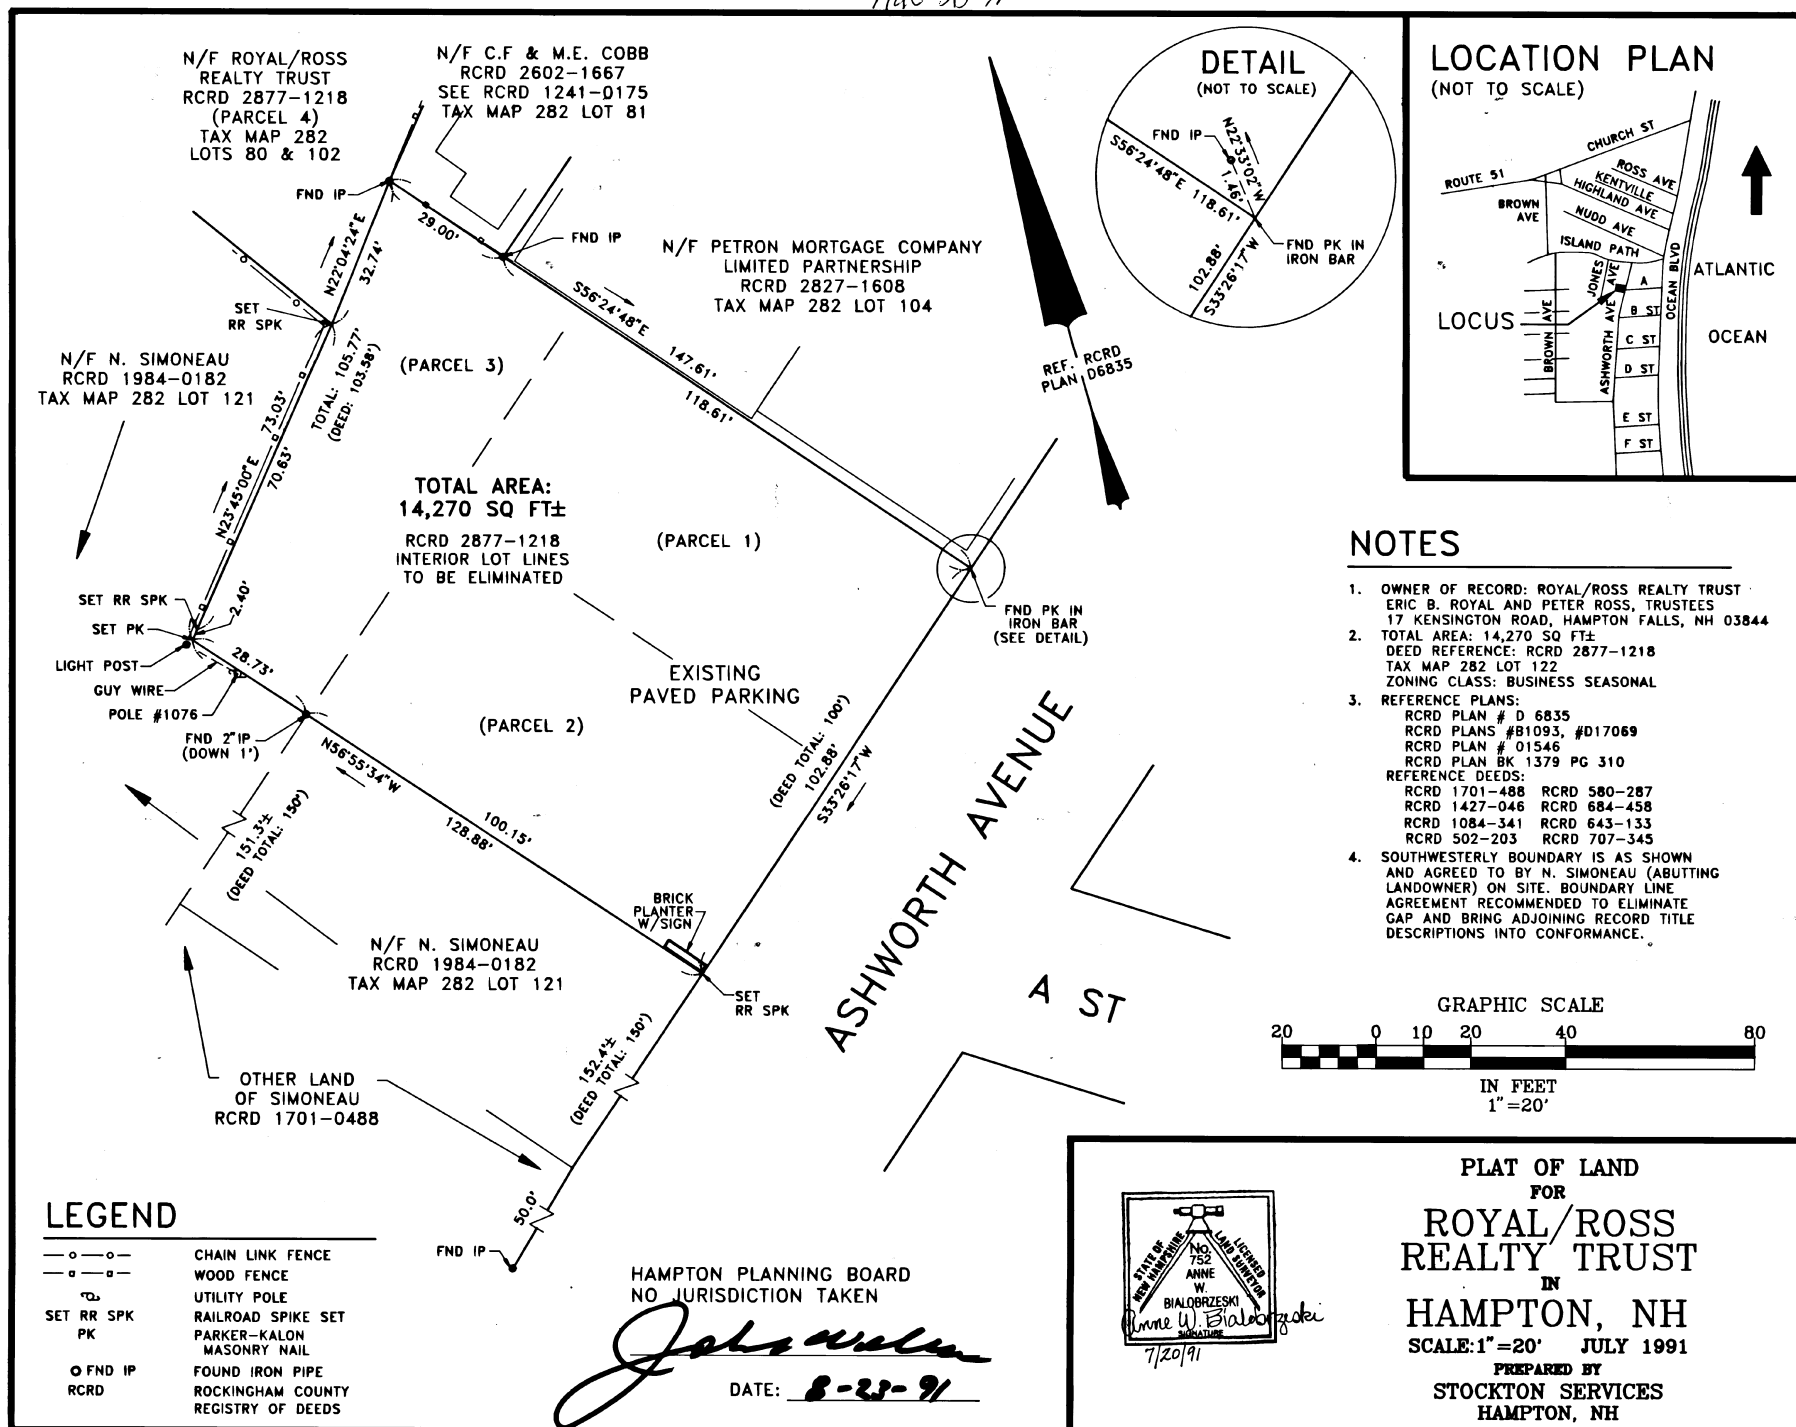 N/F ROYAL/ROSS
REALTY TRUST
RCRD 2877-1218
(PARCEL 4)
TAX MAP 282
LOTS 80 & 102
N/F C.F & M.E. COBB
RCRD 2602-1667
SEE RCRD 1241-0175
TAX MAP 282 LOT 81
FND IP
29.00'
FND IP
N22°04'24"E
32.74'
SET
RR SPK
N/F PETRON MORTGAGE COMPANY
LIMITED PARTNERSHIP
RCRD 2827-1608
TAX MAP 282 LOT 104
S56°24'48"E
147.61'
118.61'
N/F N. SIMONEAU
RCRD 1984-0182
TAX MAP 282 LOT 121
(PARCEL 3)
TOTAL: 105.77'
(DEED: 103.58')
73.03'
N23°45'00"E
70.63'
TOTAL AREA:
14,270 SQ FT±
RCRD 2877-1218
INTERIOR LOT LINES
TO BE ELIMINATED
(PARCEL 1)
SET RR SPK
2.40'
SET PK
LIGHT POST
28.73'
GUY WIRE
POLE #1076
FND 2"IP
(DOWN 1')
(PARCEL 2)
EXISTING
PAVED PARKING
FND PK IN
IRON BAR
(SEE DETAIL)
N56°55'34"W
100.15'
128.88'
(DEED TOTAL: 100')
102.88'
S33°26'17"W
151.3'±
(DEED TOTAL: 150')
BRICK
PLANTER
W/SIGN
N/F N. SIMONEAU
RCRD 1984-0182
TAX MAP 282 LOT 121
SET
RR SPK
ASHWORTH AVENUE
A ST
152.4'±
(DEED TOTAL: 150')
OTHER LAND
OF SIMONEAU
RCRD 1701-0488
50.0'
FND IP
REF. RCRD
PLAN D6835
DETAIL
(NOT TO SCALE)
FND IP
N22°33'02"W
1.46'
S56°24'48"E 118.61'
102.88'
S33°26'17"W
FND PK IN
IRON BAR
LOCATION PLAN
(NOT TO SCALE)
CHURCH ST
ROUTE 51
ROSS AVE
KENTVILLE
HIGHLAND AVE
BROWN
AVE
NUDD AVE
ISLAND PATH
JONES AVE
OCEAN BLVD
ATLANTIC
OCEAN
LOCUS
BROWN AVE
ASHWORTH AVE
A
B ST
C ST
D ST
E ST
F ST
NOTES
1. OWNER OF RECORD: ROYAL/ROSS REALTY TRUST
ERIC B. ROYAL AND PETER ROSS, TRUSTEES
17 KENSINGTON ROAD, HAMPTON FALLS, NH 03844
2. TOTAL AREA: 14,270 SQ FT±
DEED REFERENCE: RCRD 2877-1218
TAX MAP 282 LOT 122
ZONING CLASS: BUSINESS SEASONAL
3. REFERENCE PLANS:
RCRD PLAN # D 6835
RCRD PLANS #B1093, #D17069
RCRD PLAN # 01546
RCRD PLAN BK 1379 PG 310
REFERENCE DEEDS:
RCRD 1701-488 RCRD 580-287
RCRD 1427-046 RCRD 684-458
RCRD 1084-341 RCRD 643-133
RCRD 502-203 RCRD 707-345
4. SOUTHWESTERLY BOUNDARY IS AS SHOWN
AND AGREED TO BY N. SIMONEAU (ABUTTING
LANDOWNER) ON SITE. BOUNDARY LINE
AGREEMENT RECOMMENDED TO ELIMINATE
GAP AND BRING ADJOINING RECORD TITLE
DESCRIPTIONS INTO CONFORMANCE.
GRAPHIC SCALE
20 0 10 20 40 80
IN FEET
1"=20'
LEGEND
CHAIN LINK FENCE
WOOD FENCE
UTILITY POLE
SET RR SPK RAILROAD SPIKE SET
PK PARKER-KALON
MASONRY NAIL
FND IP FOUND IRON PIPE
RCRD ROCKINGHAM COUNTY
REGISTRY OF DEEDS
HAMPTON PLANNING BOARD
NO JURISDICTION TAKEN
DATE: 8-23-91
STATE OF
NEW HAMPSHIRE
LICENSED
LAND SURVEYOR
No.
752
ANNE
W.
BIALOBRZESKI
Anne W. Bialobrzeski
SIGNATURE
7/20/91
PLAT OF LAND
FOR
ROYAL/ROSS
REALTY TRUST
IN
HAMPTON, NH
SCALE:1"=20' JULY 1991
PREPARED BY
STOCKTON SERVICES
HAMPTON, NH